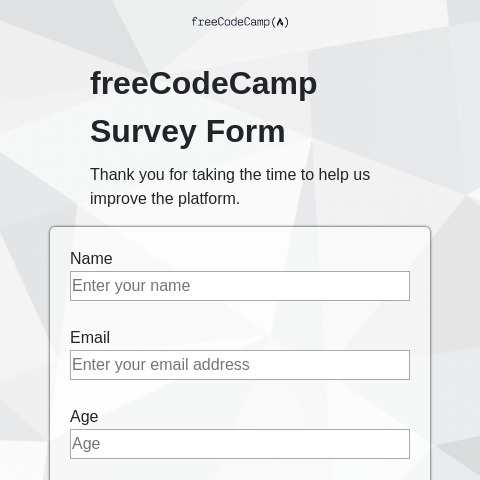 freeCodeCamp(🔥)
freeCodeCamp
Survey Form
Thank you for taking the time to help us
improve the platform.
Name
Enter your name
Email
Enter your email address
Age
Age